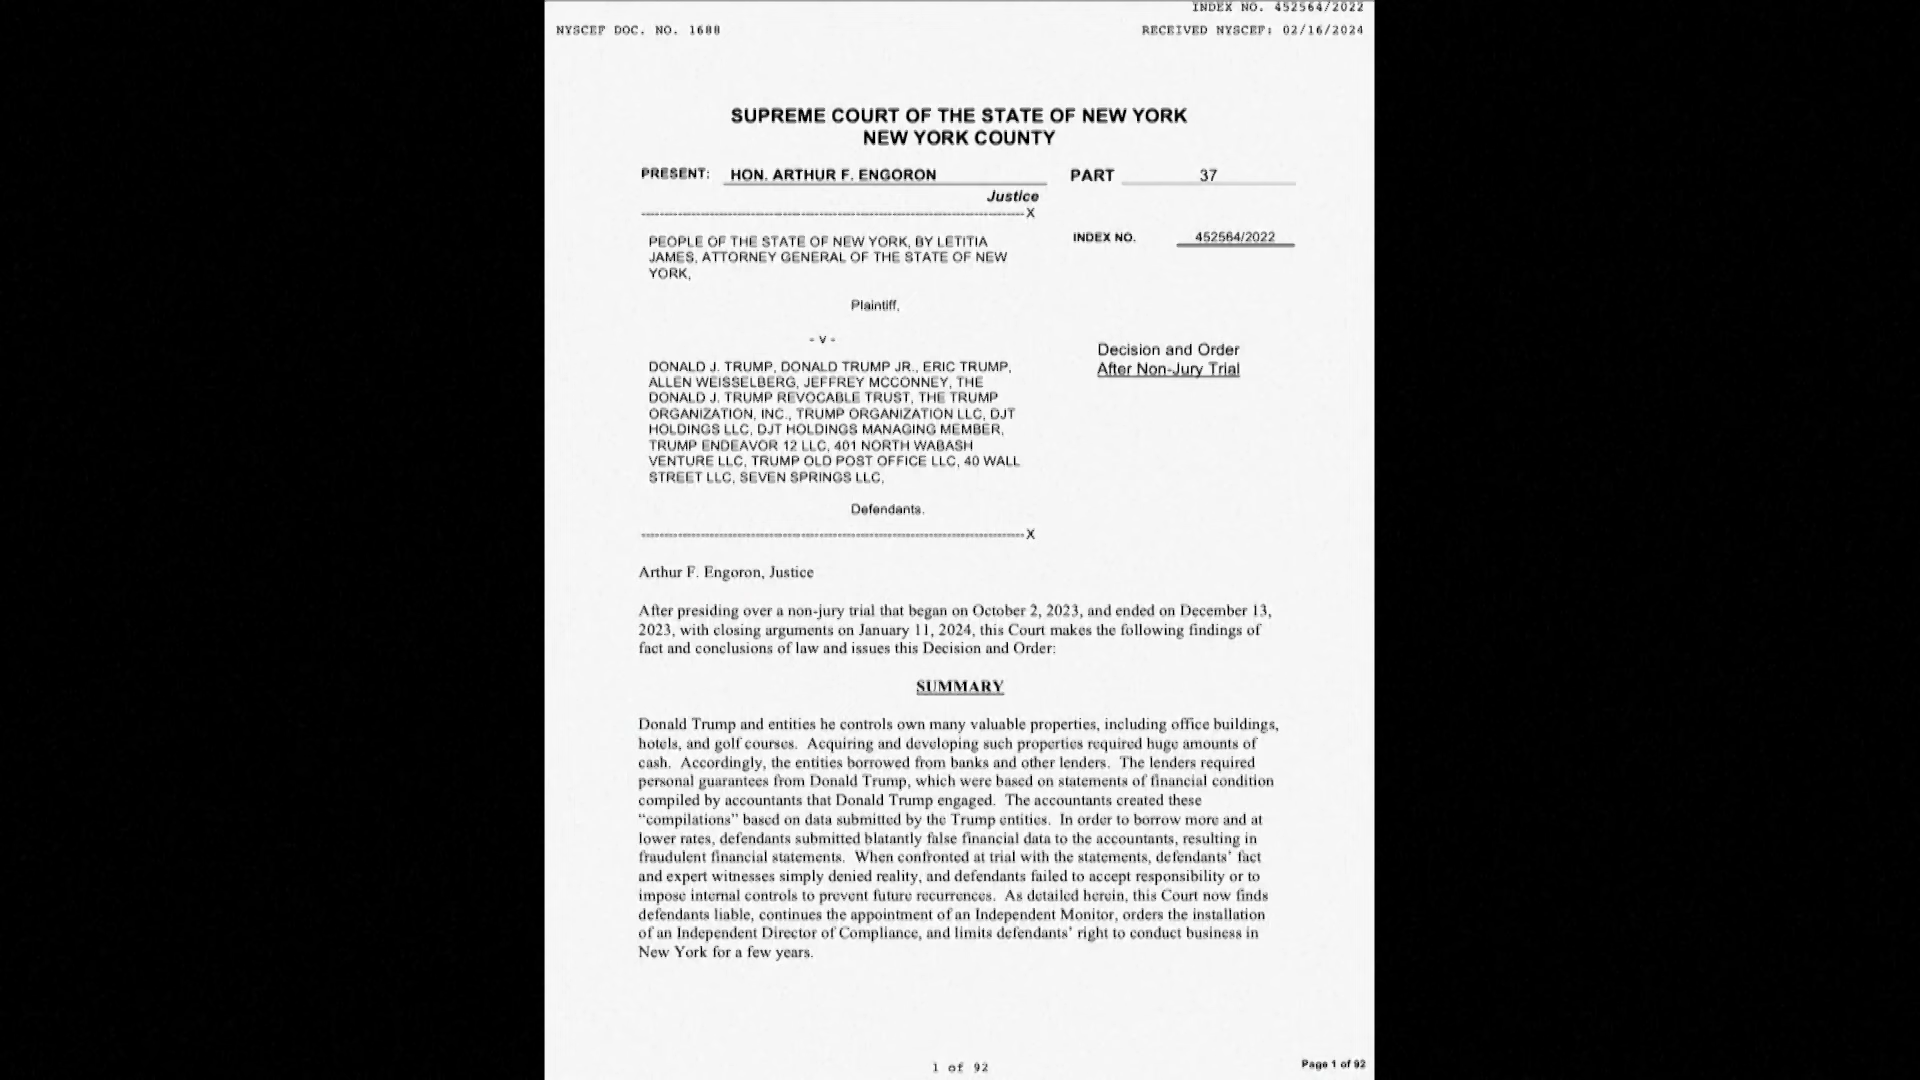 INDEX NO. 452564/2022
NYSCEF DOC. NO. 1688
RECEIVED NYSCEF: 02/16/2024
SUPREME COURT OF THE STATE OF NEW YORK
NEW YORK COUNTY
PRESENT: HON. ARTHUR F. ENGORON
PART 37
Justice
---------------------------------------------------------------------------------X
PEOPLE OF THE STATE OF NEW YORK, BY LETITIA
JAMES, ATTORNEY GENERAL OF THE STATE OF NEW
YORK,
INDEX NO. 452564/2022
Plaintiff,
- v -
DONALD J. TRUMP, DONALD TRUMP JR., ERIC TRUMP,
ALLEN WEISSELBERG, JEFFREY MCCONNEY, THE
DONALD J. TRUMP REVOCABLE TRUST, THE TRUMP
ORGANIZATION, INC., TRUMP ORGANIZATION LLC, DJT
HOLDINGS LLC, DJT HOLDINGS MANAGING MEMBER,
TRUMP ENDEAVOR 12 LLC, 401 NORTH WABASH
VENTURE LLC, TRUMP OLD POST OFFICE LLC, 40 WALL
STREET LLC, SEVEN SPRINGS LLC,
Decision and Order
After Non-Jury Trial
Defendants.
---------------------------------------------------------------------------------X
Arthur F. Engoron, Justice
After presiding over a non-jury trial that began on October 2, 2023, and ended on December 13,
2023, with closing arguments on January 11, 2024, this Court makes the following findings of
fact and conclusions of law and issues this Decision and Order:
SUMMARY
Donald Trump and entities he controls own many valuable properties, including office buildings,
hotels, and golf courses. Acquiring and developing such properties required huge amounts of
cash. Accordingly, the entities borrowed from banks and other lenders. The lenders required
personal guarantees from Donald Trump, which were based on statements of financial condition
compiled by accountants that Donald Trump engaged. The accountants created these
“compilations” based on data submitted by the Trump entities. In order to borrow more and at
lower rates, defendants submitted blatantly false financial data to the accountants, resulting in
fraudulent financial statements. When confronted at trial with the statements, defendants’ fact
and expert witnesses simply denied reality, and defendants failed to accept responsibility or to
impose internal controls to prevent future recurrences. As detailed herein, this Court now finds
defendants liable, continues the appointment of an Independent Monitor, orders the installation
of an Independent Director of Compliance, and limits defendants’ right to conduct business in
New York for a few years.
1 of 92
Page 1 of 92